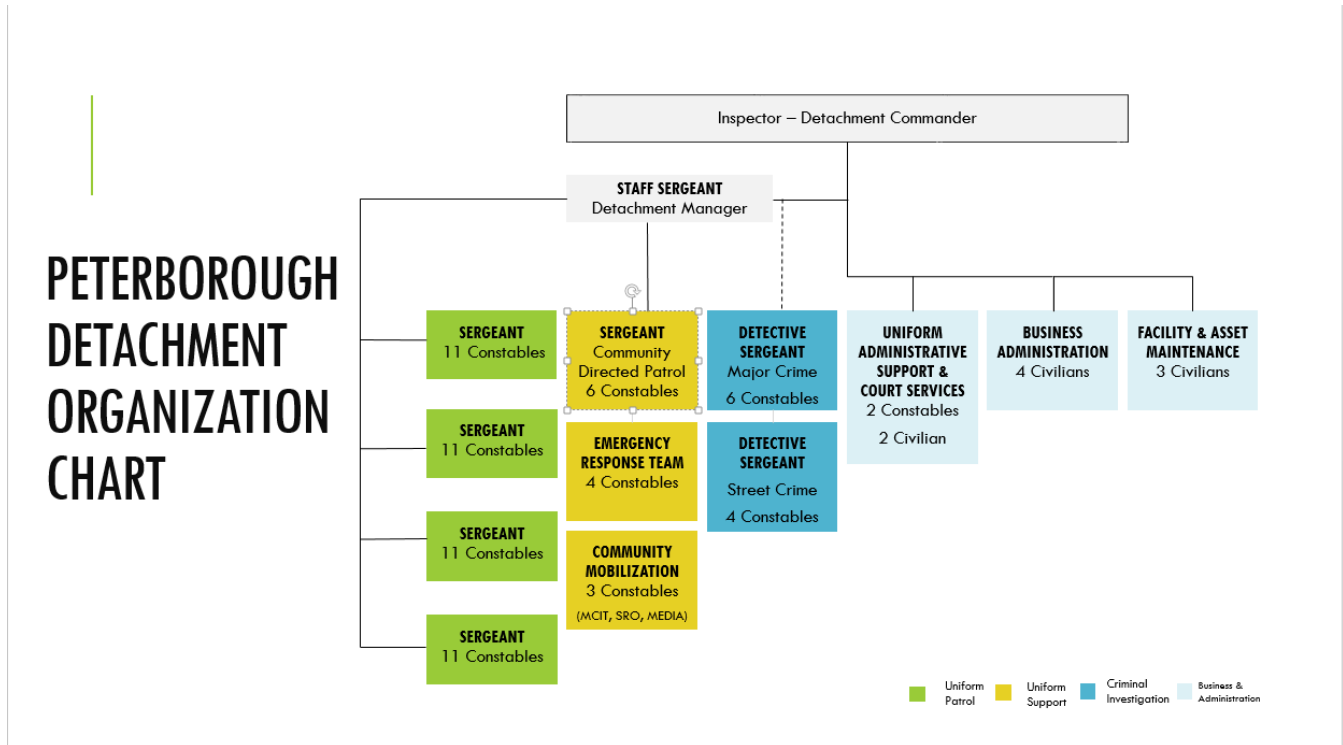 PETERBOROUGH
DETACHMENT
ORGANIZATION
CHART
Inspector – Detachment Commander
STAFF SERGEANT
Detachment Manager
SERGEANT
11 Constables
SERGEANT
11 Constables
SERGEANT
11 Constables
SERGEANT
11 Constables
SERGEANT
Community
Directed Patrol
6 Constables
EMERGENCY
RESPONSE TEAM
4 Constables
COMMUNITY
MOBILIZATION
3 Constables
(MCIT, SRO, MEDIA)
DETECTIVE
SERGEANT
Major Crime
6 Constables
DETECTIVE
SERGEANT
Street Crime
4 Constables
UNIFORM
ADMINISTRATIVE
SUPPORT &
COURT SERVICES
2 Constables
2 Civilian
BUSINESS
ADMINISTRATION
4 Civilians
FACILITY & ASSET
MAINTENANCE
3 Civilians
Uniform
Patrol
Uniform
Support
Criminal
Investigation
Business &
Administration